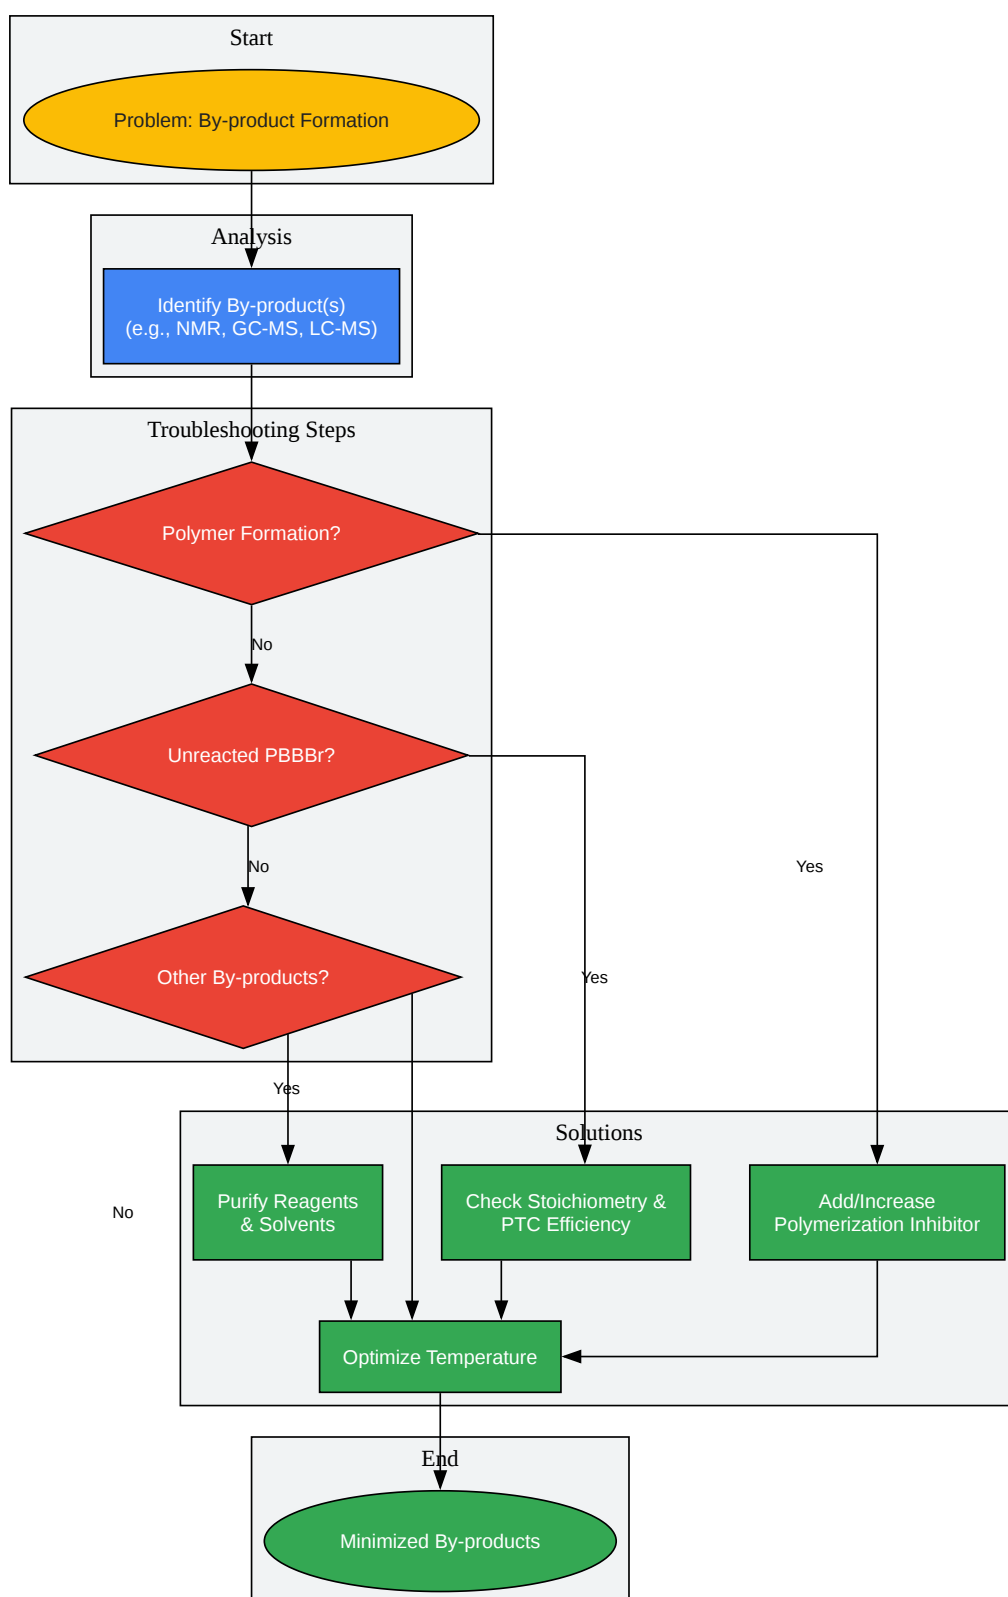 Start
Problem: By-product Formation
Analysis
Identify By-product(s)
(e.g., NMR, GC-MS, LC-MS)
Troubleshooting Steps
Polymer Formation?
No
Unreacted PBBBr?
No
Yes
Other By-products?
Yes
Yes
Solutions
Purify Reagents
& Solvents
Check Stoichiometry &
PTC Efficiency
Add/Increase
Polymerization Inhibitor
No
Optimize Temperature
End
Minimized By-products